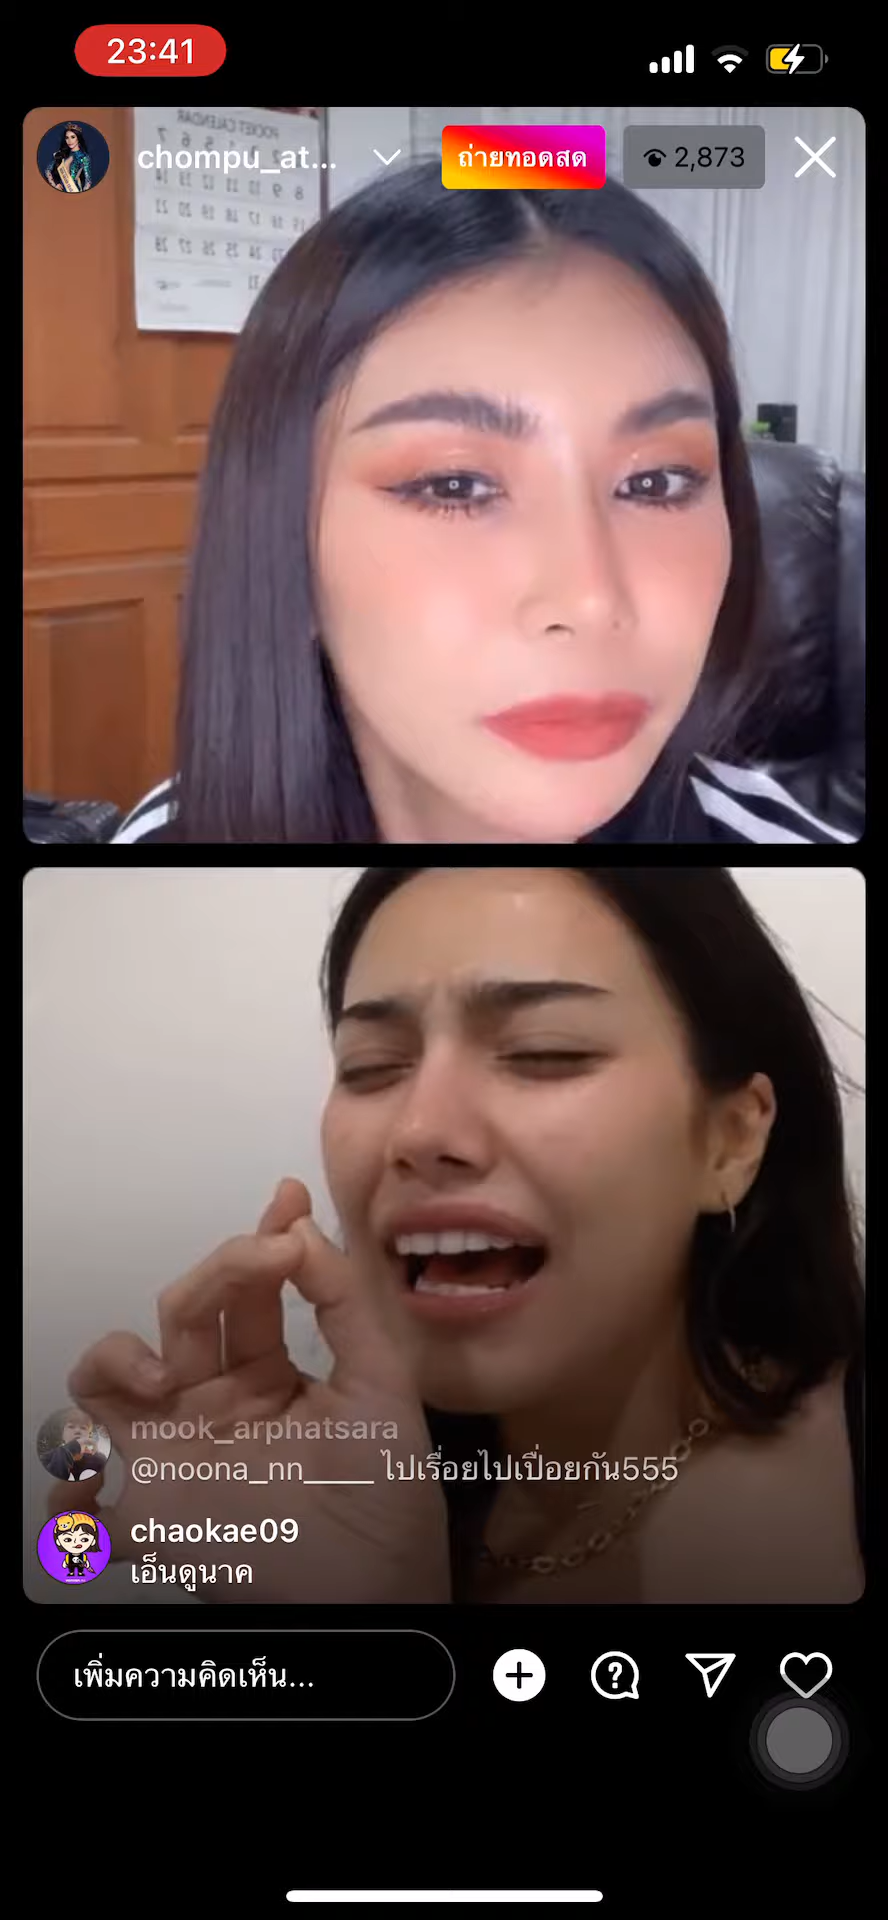 23:41
chompu_at...
ถ่ายทอดสด
2,873
mook_arphatsara
@noona_nn____ ไปเรื่อยไปเปื่อยกัน555
chaokae09
เอ็นดูนาค
เพิ่มความคิดเห็น...